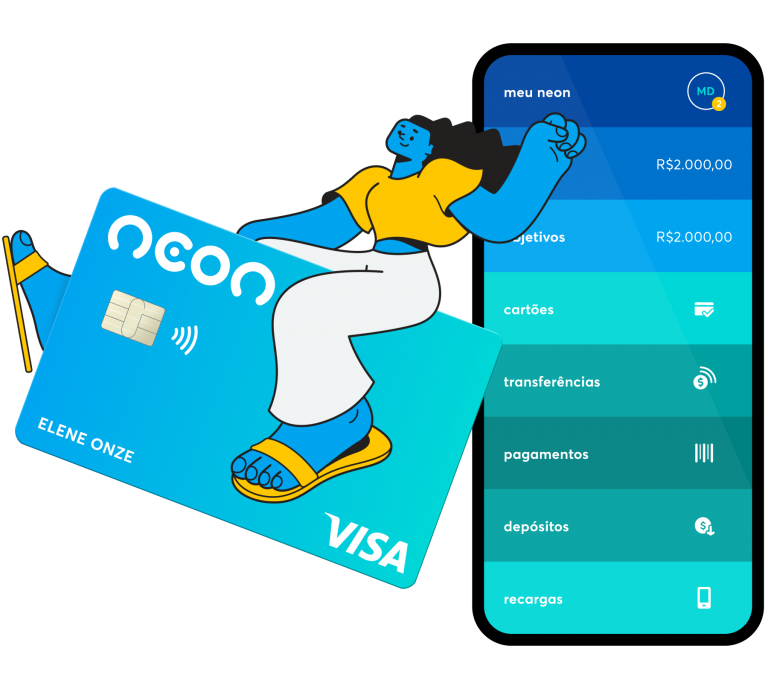 neon
ELENE ONZE
VISA
meu neon
MD
2
R$2.000,00
R$2.000,00
cartões
transferências
pagamentos
depósitos
recargas